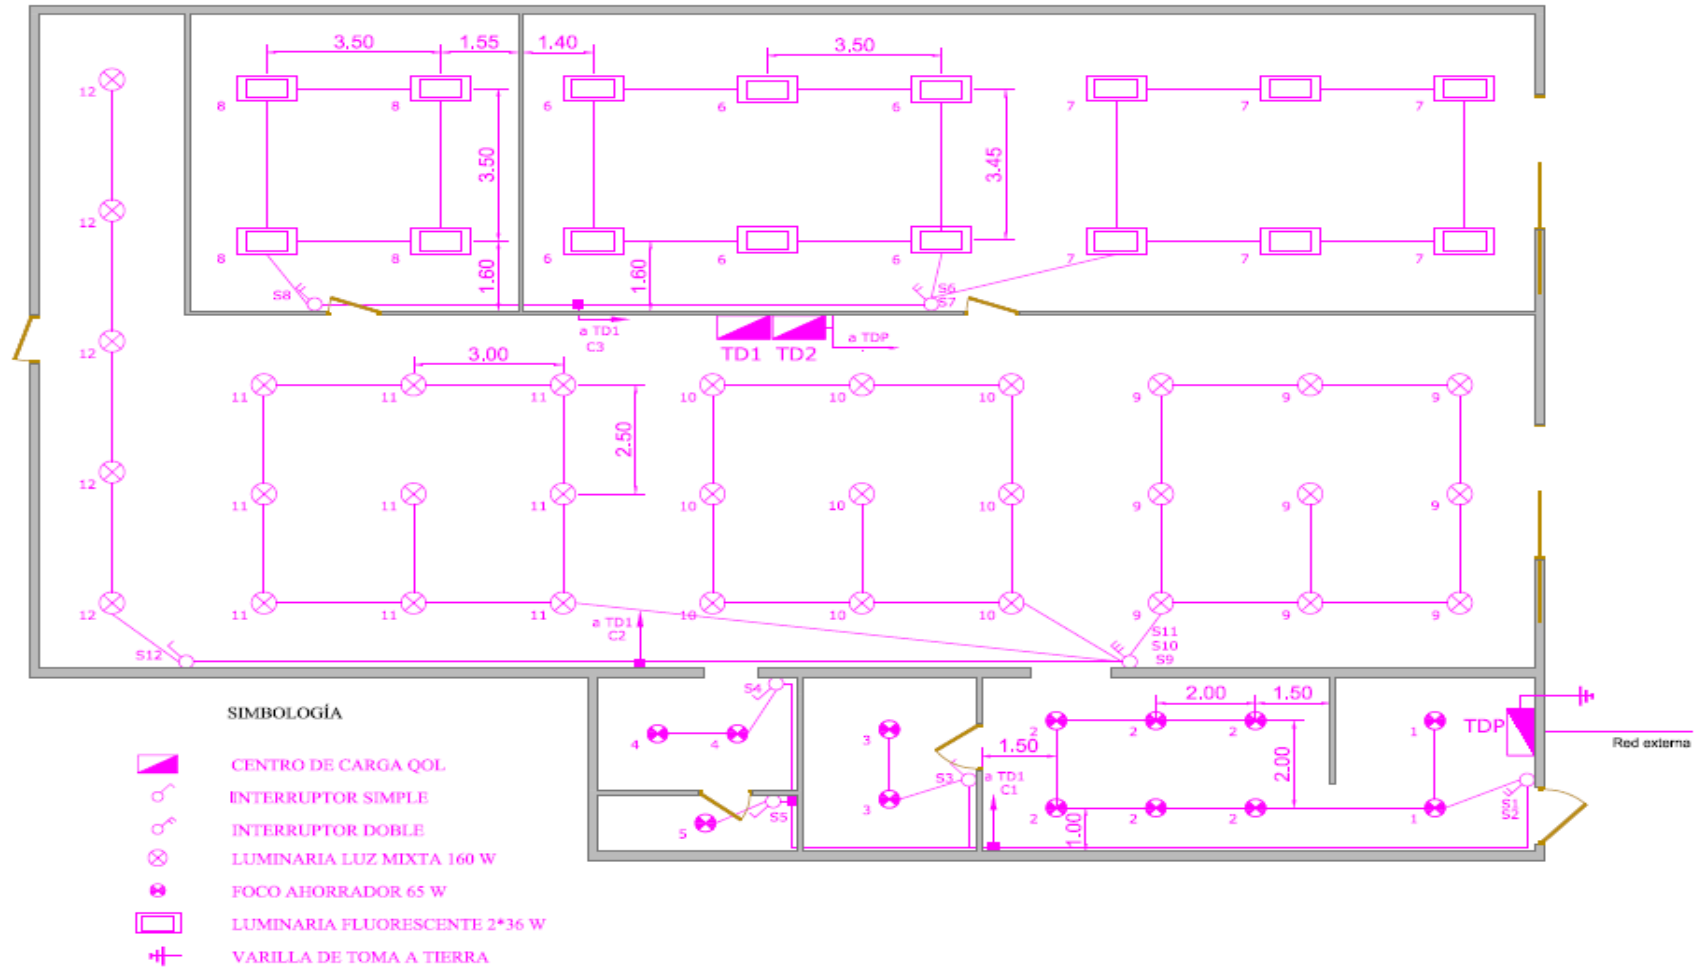 3.50 1.55 1.40 3.50
12 8 8 6 6 6 7 7 7
3.50 3.45
12
8 8 6 6 6 7 7 7
1.60 1.60
S8 S6
S7
a TD1
C3
TD1 TD2
a TDP
12
3.00
11 11 11 10 10 10 9 9 9
2.50
12
11 11 11 10 10 10 9 9 9
12
11 11 11 10 10 10 9 9 9
a TD1
C2
S11
S10
S9
S12
S4
4 4
3
2.00 1.50
2 2 2 1
TDP
Red externa
1.50
2.00
S3
a TD1
C1
S1
S2
S5
5
3
2 2 2 1
1.00
SIMBOLOGÍA
CENTRO DE CARGA QOL
INTERRUPTOR SIMPLE
INTERRUPTOR DOBLE
LUMINARIA LUZ MIXTA 160 W
FOCO AHORRADOR 65 W
LUMINARIA FLUORESCENTE 2*36 W
VARILLA DE TOMA A TIERRA